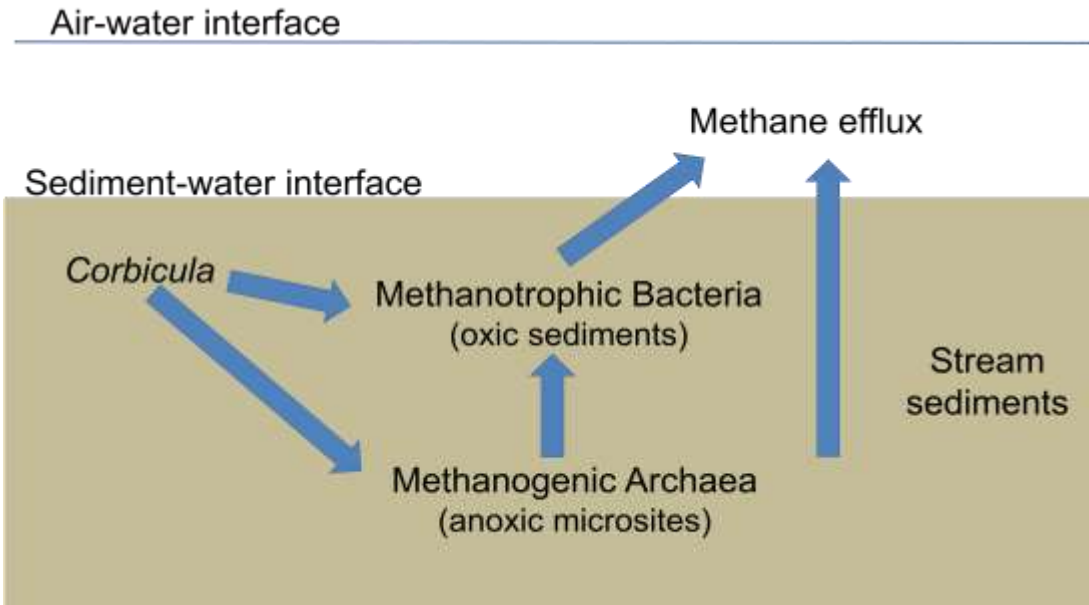 Air-water interface
Methane efflux
Sediment-water interface
Corbicula
Methanotrophic Bacteria
(oxic sediments)
Stream
sediments
Methanogenic Archaea
(anoxic microsites)